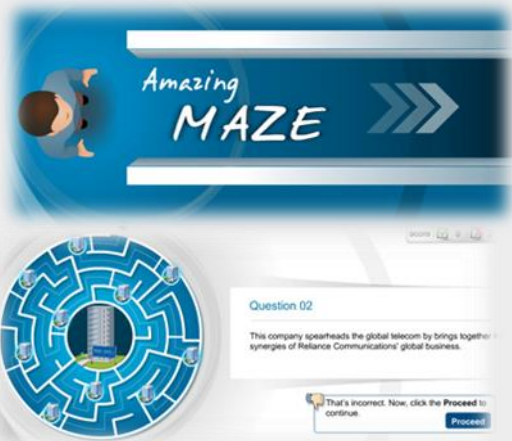 Amazing
MAZE
SCORE
Question 02
This company spearheads the global telecom by brings together
synergies of Reliance Communications' global business.
That's incorrect. Now, click the Proceed to
continue.
Proceed